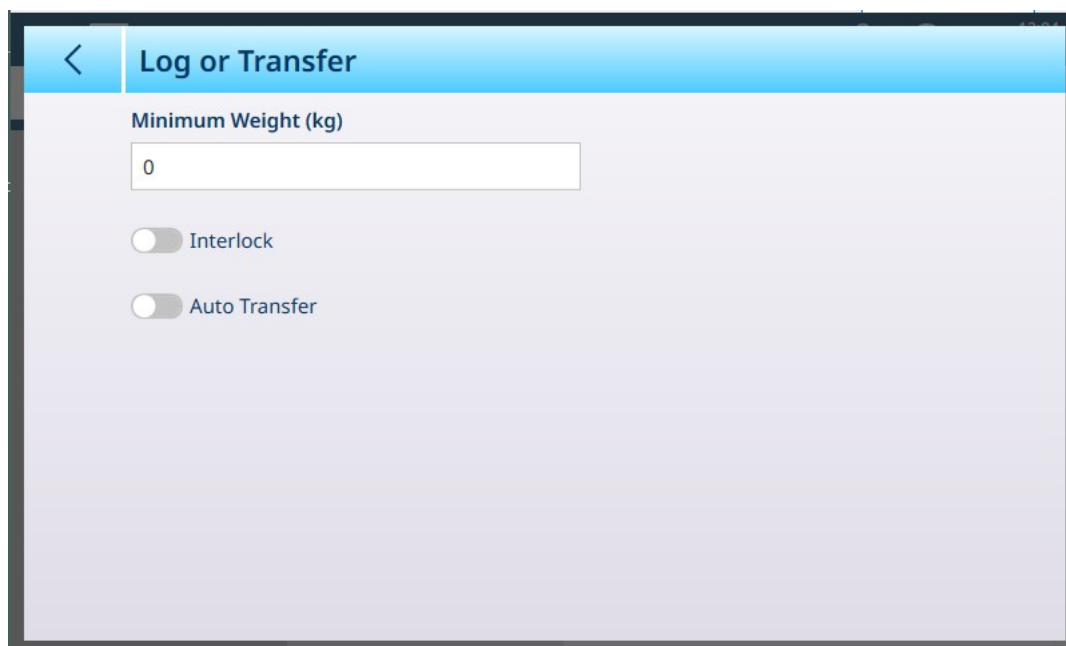 Log or Transfer
Minimum Weight (kg)
0
Interlock
Auto Transfer